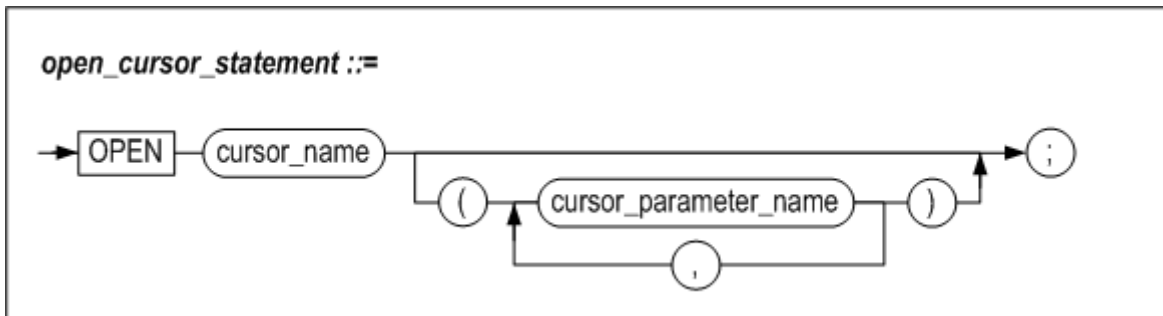 open_cursor_statement ::=
OPEN cursor_name ;
( cursor_parameter_name )
,